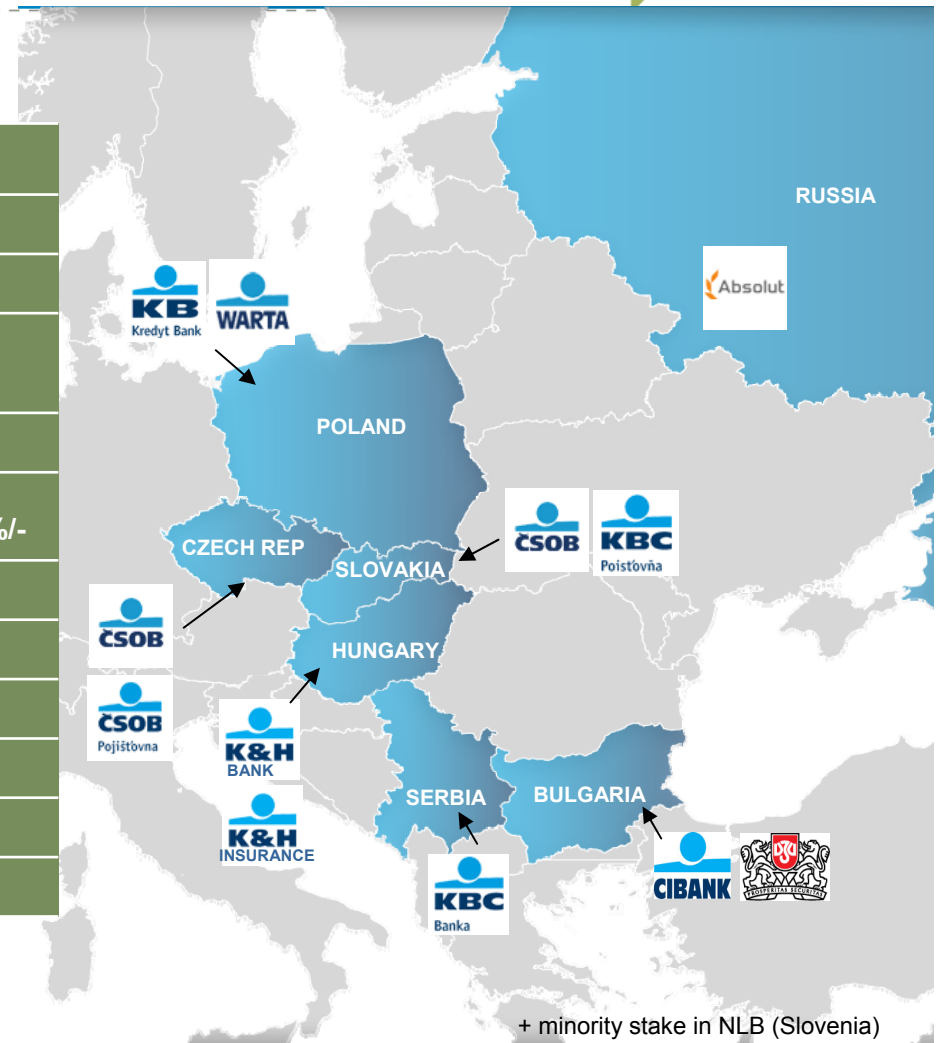 RUSSIA
Absolut
KB
Kredyt Bank
WARTA
POLAND
%/-
ČSOB
KBC
Poisťovňa
CZECH REP
SLOVAKIA
ČSOB
HUNGARY
ČSOB
Pojišťovna
K&H
BANK
SERBIA
BULGARIA
K&H
INSURANCE
KBC
Banka
CIBANK
DZI
PROSPERITAS SECURITAS
+ minority stake in NLB (Slovenia)